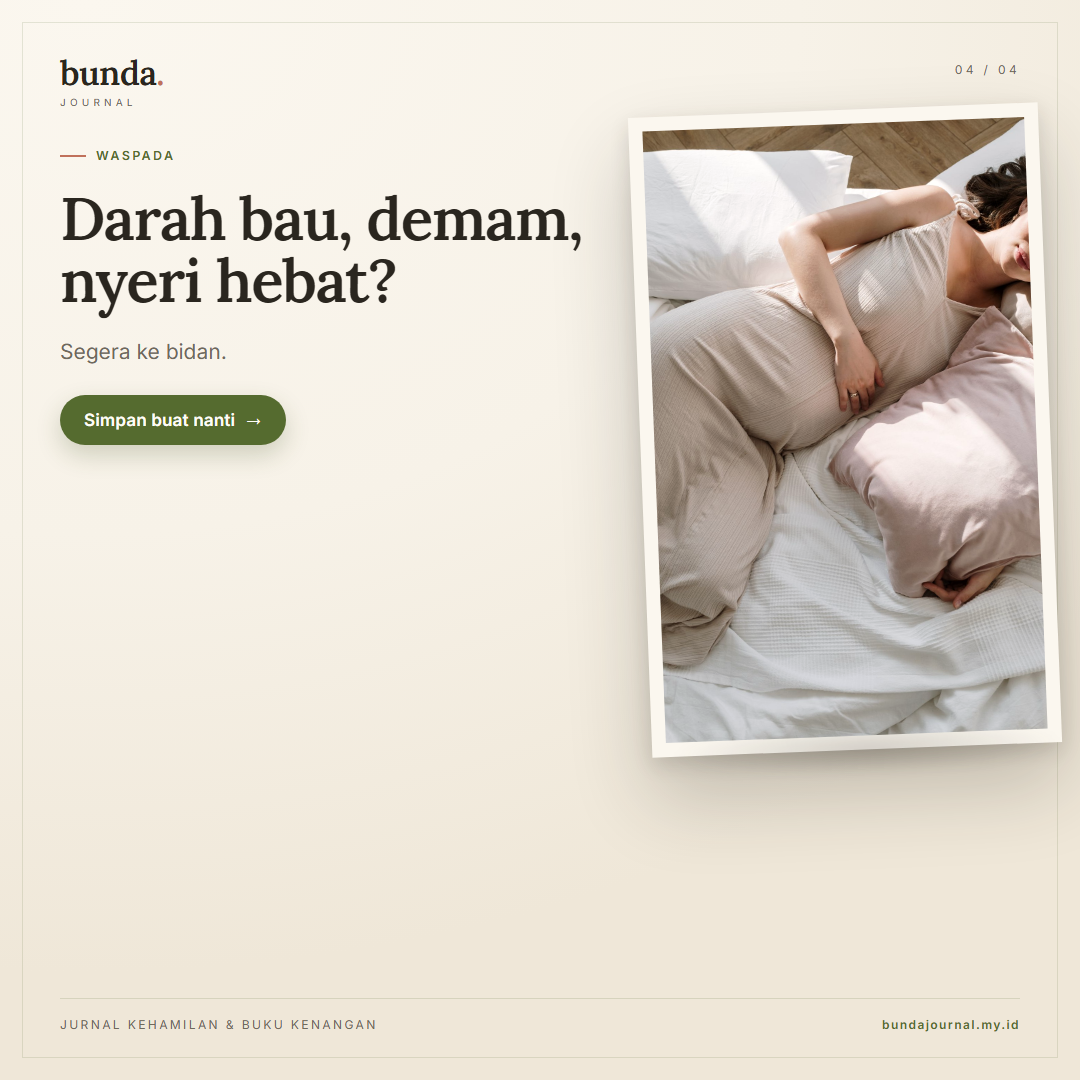 bunda.
JOURNAL
04 / 04
WASPADA
Darah bau, demam,
nyeri hebat?
Segera ke bidan.
Simpan buat nanti →
JURNAL KEHAMILAN & BUKU KENANGAN
bundajournal.my.id